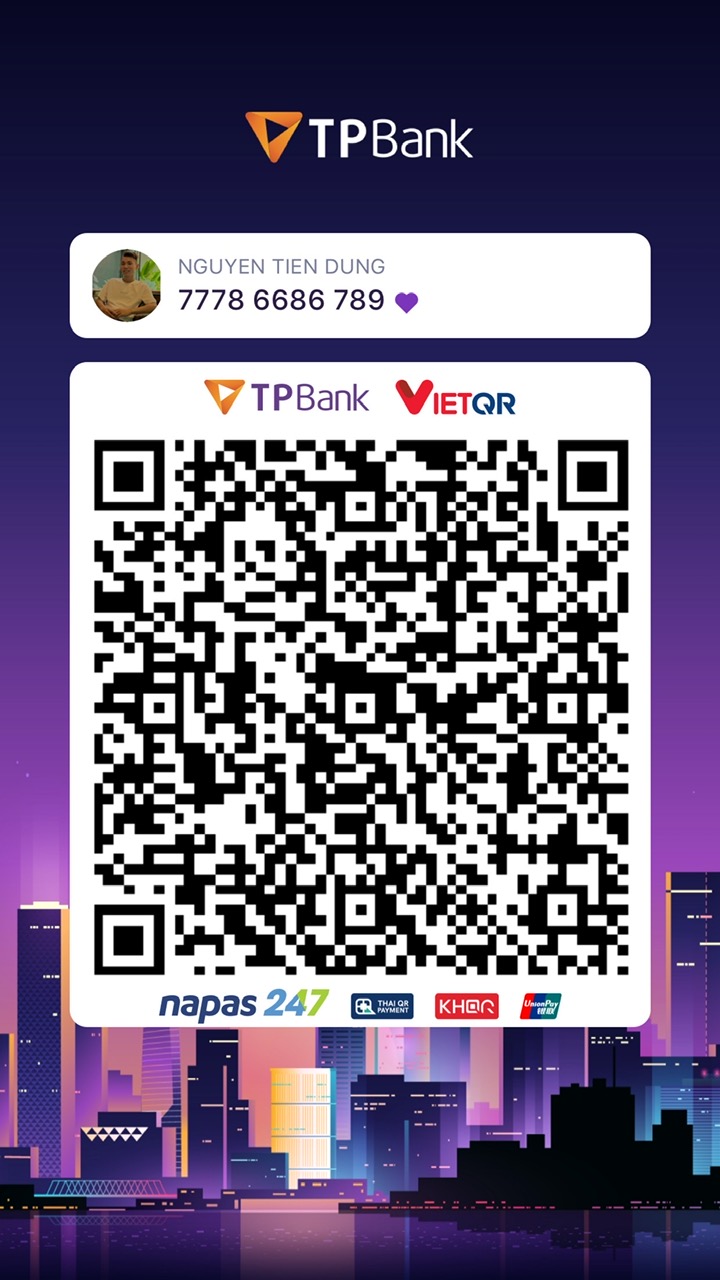 TPBank
NGUYEN TIEN DUNG
7778 6686 789
TPBank VIETQR
napas 247 THAI QR PAYMENT KHQR UnionPay 银联